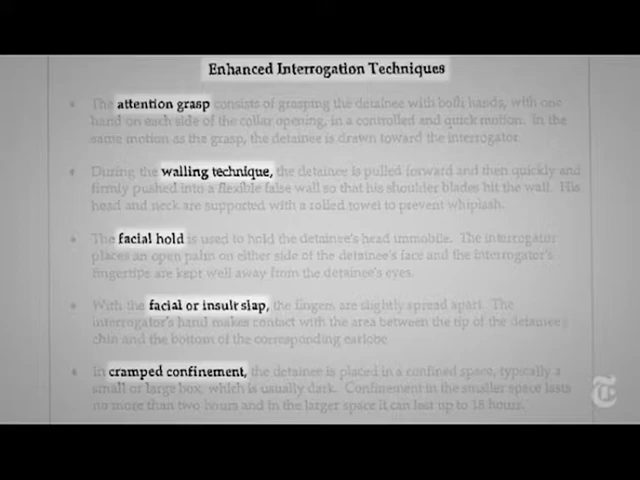 Enhanced Interrogation Techniques
The attention grasp consists of grasping the detainee with both hands, with one
hand on each side of the collar opening, in a controlled and quick motion. In the
same motion as the grasp, the detainee is drawn toward the interrogator.
During the walling technique, the detainee is pulled forward and then quickly and
firmly pushed into a flexible false wall so that his shoulder blades hit the wall. His
head and neck are supported with a rolled towel to prevent whiplash.
The facial hold is used to hold the detainee's head immobile. The interrogator
places an open palm on either side of the detainee's face and the interrogator's
fingertips are kept well away from the detainee's eyes.
With the facial or insult slap, the fingers are slightly spread apart. The
interrogator's hand makes contact with the area between the tip of the detainee's
chin and the bottom of the corresponding earlobe
In cramped confinement, the detainee is placed in a confined space, typically a
small or large box, which is usually dark. Confinement in the smaller space lasts
no more than two hours and in the larger space it can last up to 18 hours.
T